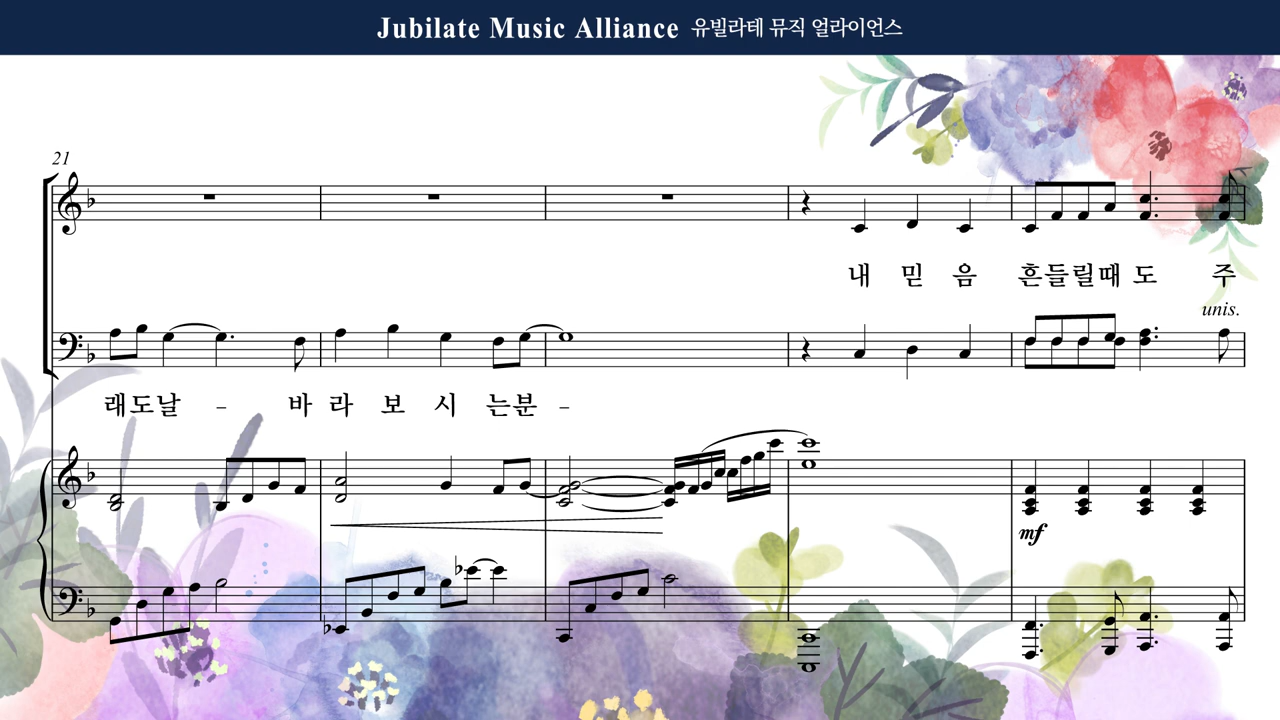 Jubilate Music Alliance 유빌라테 뮤직 얼라이언스
21
내 믿 음 흔들릴때 도 주
unis.
래도날 - 바 라 보 시 는분 -
mf